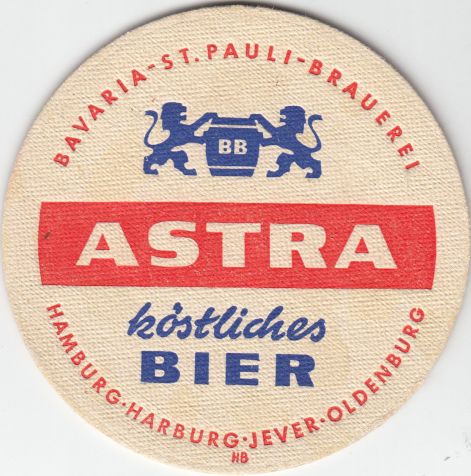 BAVARIA-ST. PAULI-BRAUEREI
BB
ASTRA
köstliches
BIER
HAMBURG·HARBURG·JEVER·OLDENBURG
HB